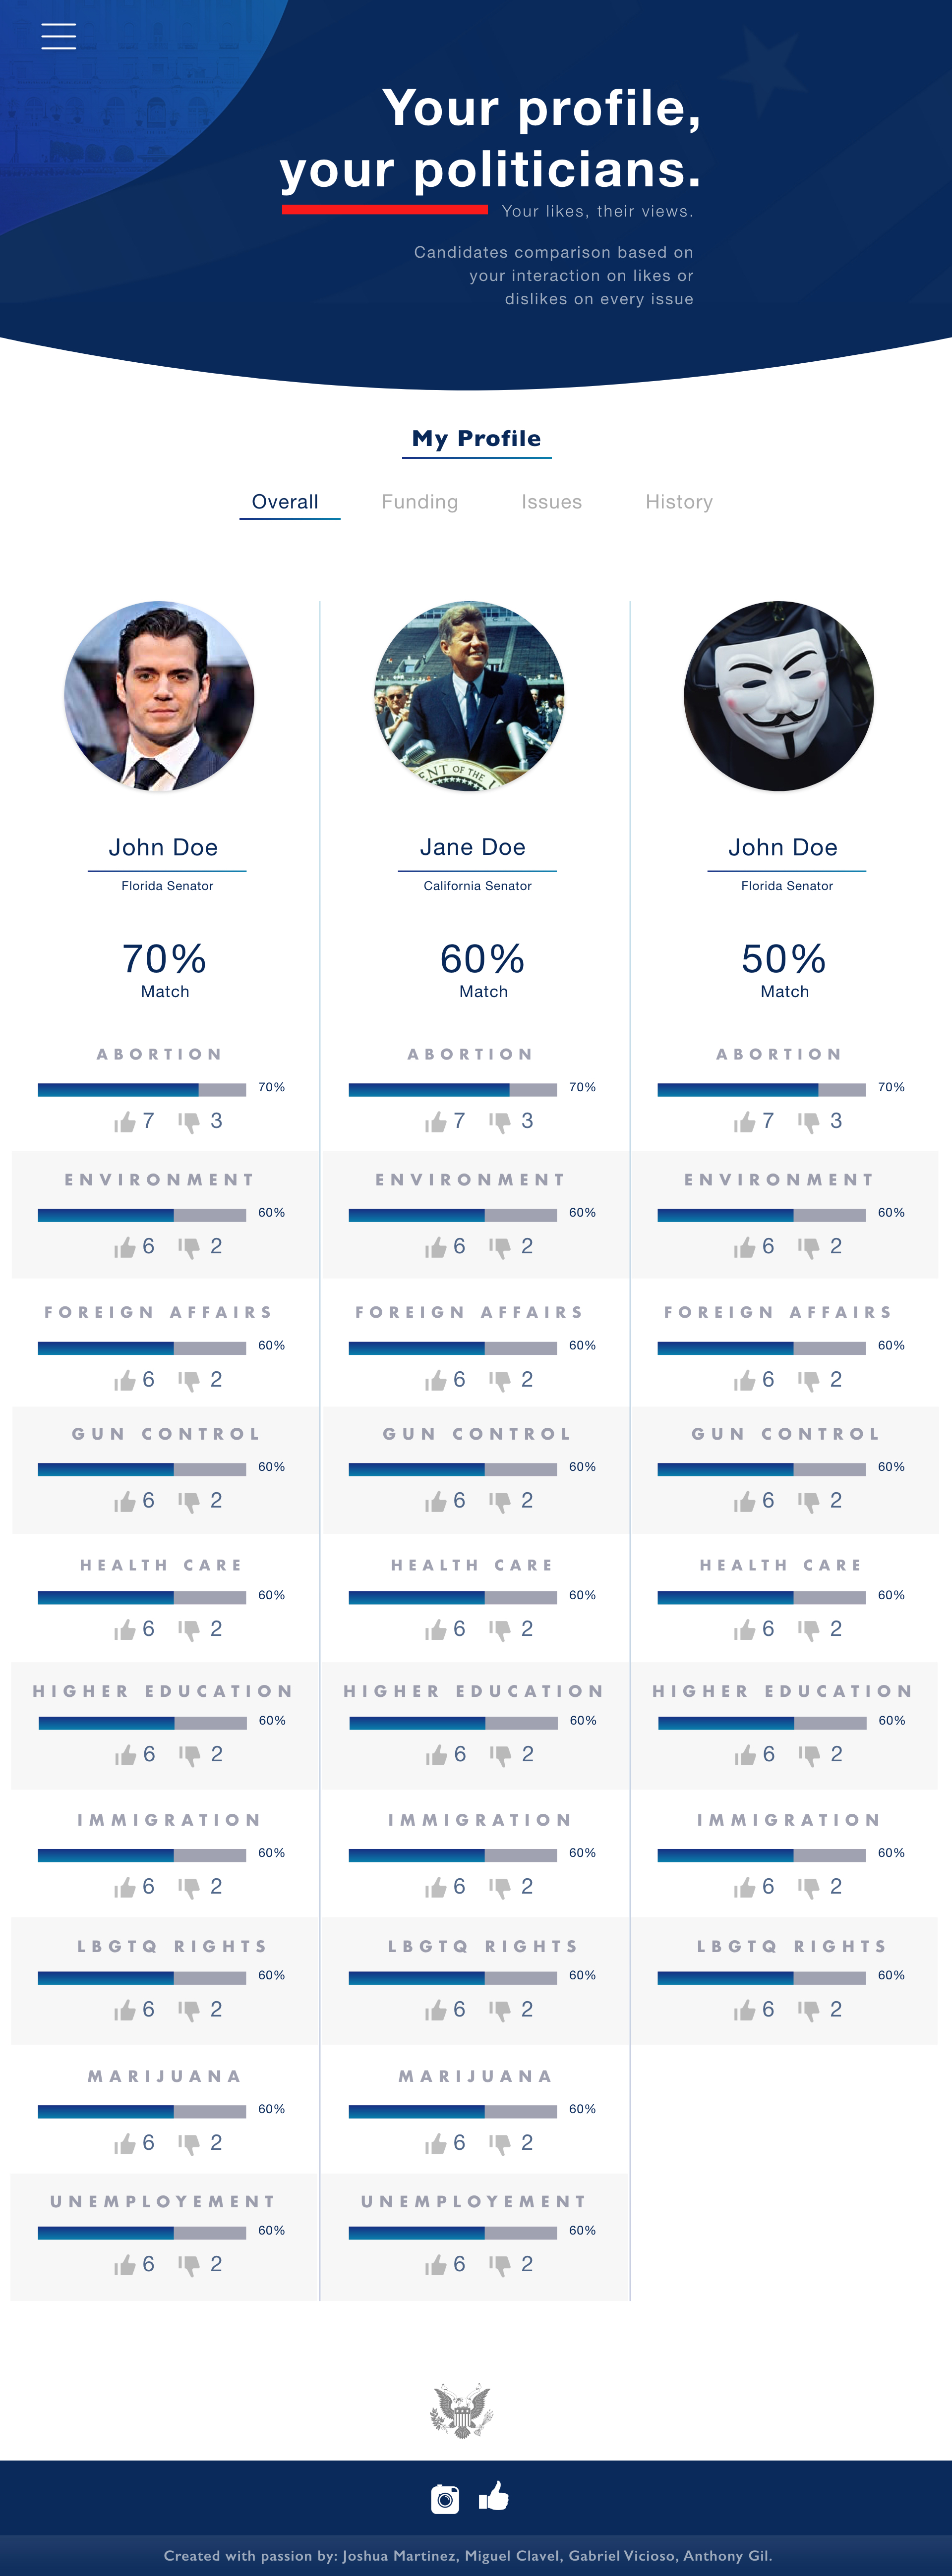 Your profile,
your politicians.
Your likes, their views.
Candidates comparison based on
your interaction on likes or
dislikes on every issue
My Profile
Overall Funding Issues History
John Doe
Florida Senator
70%
Match
ABORTION
70%
7 3
ENVIRONMENT
60%
6 2
FOREIGN AFFAIRS
60%
6 2
GUN CONTROL
60%
6 2
HEALTH CARE
60%
6 2
HIGHER EDUCATION
60%
6 2
IMMIGRATION
60%
6 2
LBGTQ RIGHTS
60%
6 2
MARIJUANA
60%
6 2
UNEMPLOYEMENT
60%
6 2
ENT OF THE U
Jane Doe
California Senator
60%
Match
ABORTION
70%
7 3
ENVIRONMENT
60%
6 2
FOREIGN AFFAIRS
60%
6 2
GUN CONTROL
60%
6 2
HEALTH CARE
60%
6 2
HIGHER EDUCATION
60%
6 2
IMMIGRATION
60%
6 2
LBGTQ RIGHTS
60%
6 2
MARIJUANA
60%
6 2
UNEMPLOYEMENT
60%
6 2
John Doe
Florida Senator
50%
Match
ABORTION
70%
7 3
ENVIRONMENT
60%
6 2
FOREIGN AFFAIRS
60%
6 2
GUN CONTROL
60%
6 2
HEALTH CARE
60%
6 2
HIGHER EDUCATION
60%
6 2
IMMIGRATION
60%
6 2
LBGTQ RIGHTS
60%
6 2
Created with passion by: Joshua Martinez, Miguel Clavel, Gabriel Vicioso, Anthony Gil.